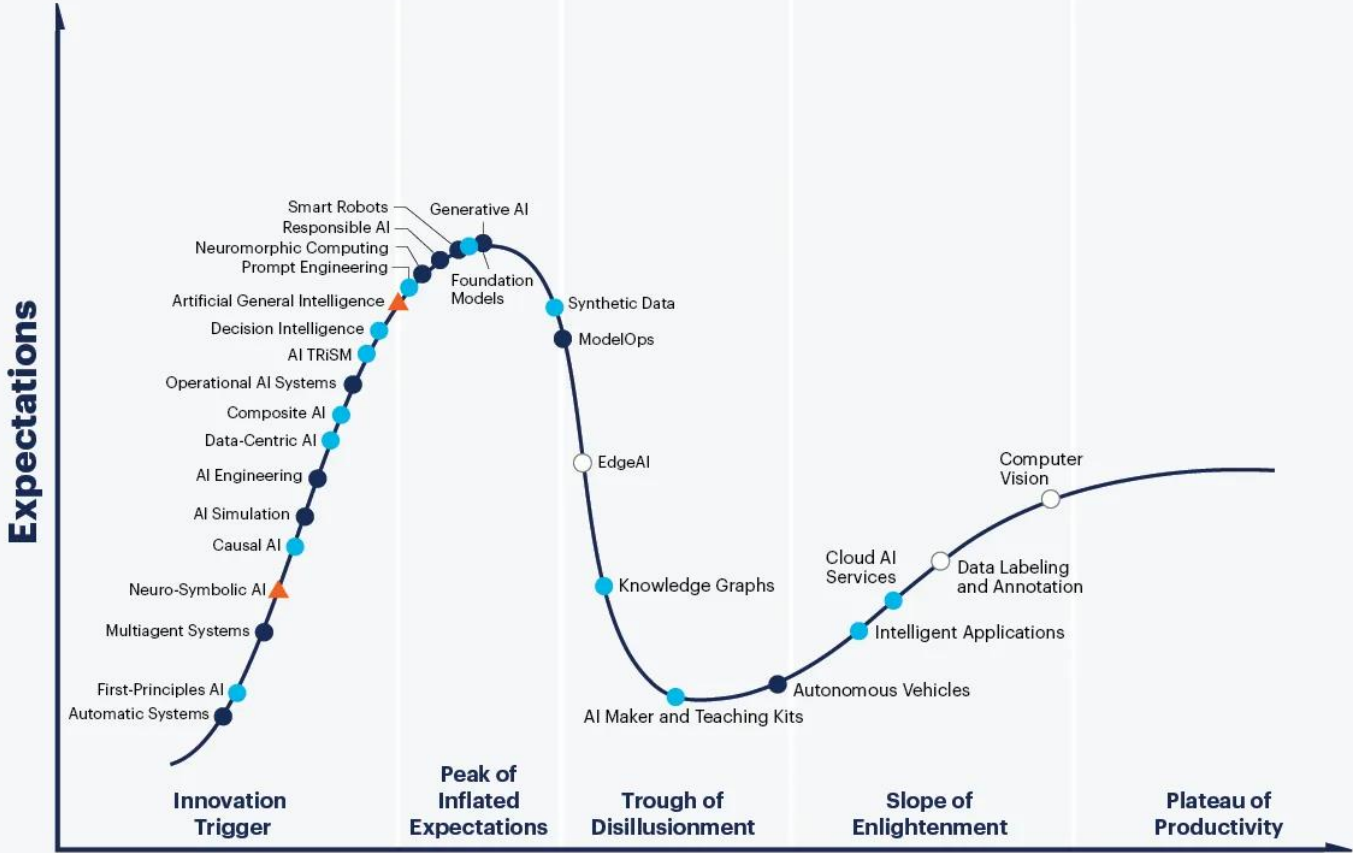 Expectations
Smart Robots
Generative AI
Responsible AI
Neuromorphic Computing
Prompt Engineering
Foundation
Models
Artificial General Intelligence
Synthetic Data
Decision Intelligence
ModelOps
AI TRiSM
Operational AI Systems
Composite AI
Data-Centric AI
EdgeAI
Computer
Vision
AI Engineering
AI Simulation
Causal AI
Cloud AI
Services
Data Labeling
and Annotation
Neuro-Symbolic AI
Knowledge Graphs
Multiagent Systems
Intelligent Applications
First-Principles AI
Autonomous Vehicles
Automatic Systems
AI Maker and Teaching Kits
Innovation
Trigger
Peak of
Inflated
Expectations
Trough of
Disillusionment
Slope of
Enlightenment
Plateau of
Productivity